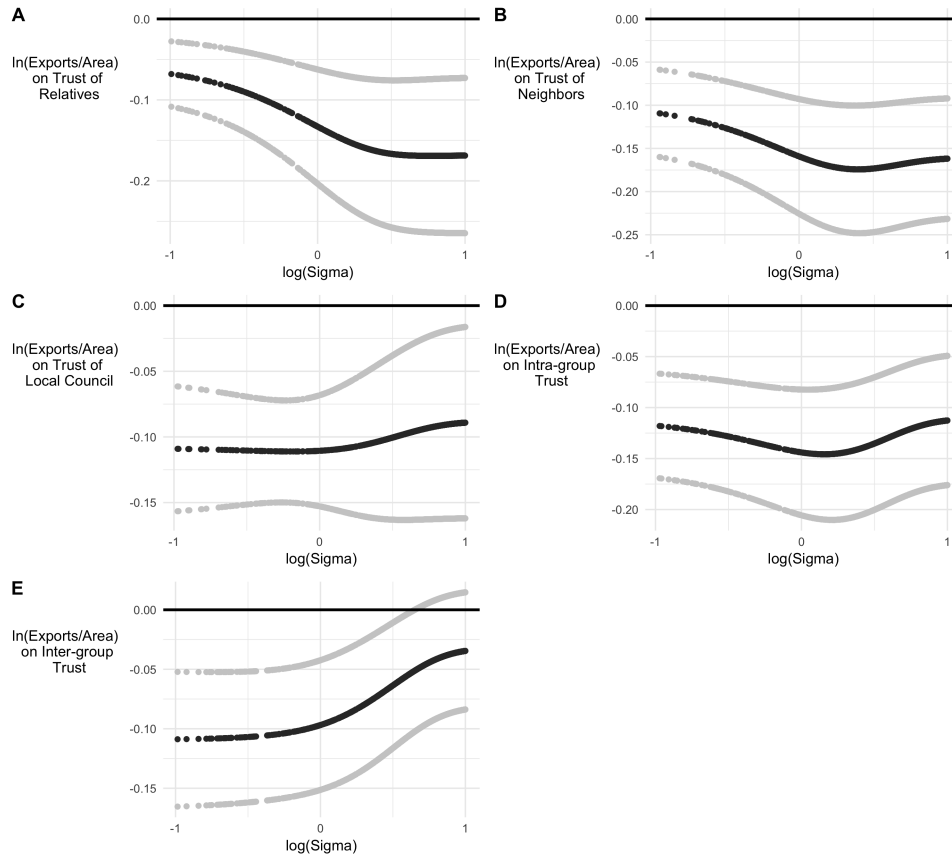 A
ln(Exports/Area)
on Trust of
Relatives
0.0
-0.1
-0.2
-1
0
1
log(Sigma)
B
ln(Exports/Area)
on Trust of
Neighbors
0.00
-0.05
-0.10
-0.15
-0.20
-0.25
-1
0
1
log(Sigma)
C
ln(Exports/Area)
on Trust of
Local Council
0.00
-0.05
-0.10
-0.15
-1
0
1
log(Sigma)
D
ln(Exports/Area)
on Intra-group
Trust
0.00
-0.05
-0.10
-0.15
-0.20
-1
0
1
log(Sigma)
E
ln(Exports/Area)
on Inter-group
Trust
0.00
-0.05
-0.10
-0.15
-1
0
1
log(Sigma)